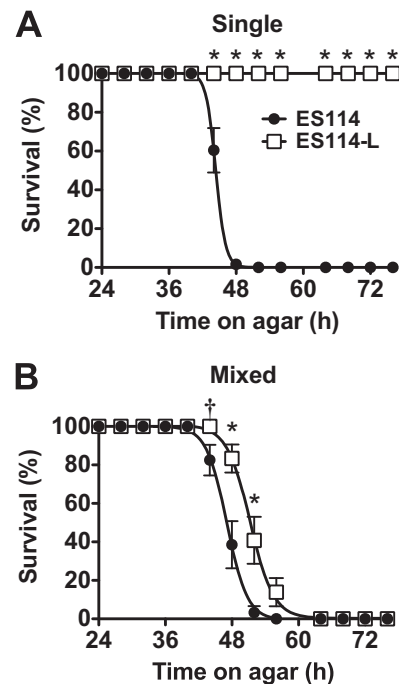 A
Single
* * * * * * * *
Survival (%)
100
80
60
40
20
0
ES114
ES114-L
24 36 48 60 72
Time on agar (h)
B
Mixed
† * *
Survival (%)
100
80
60
40
20
0
24 36 48 60 72
Time on agar (h)